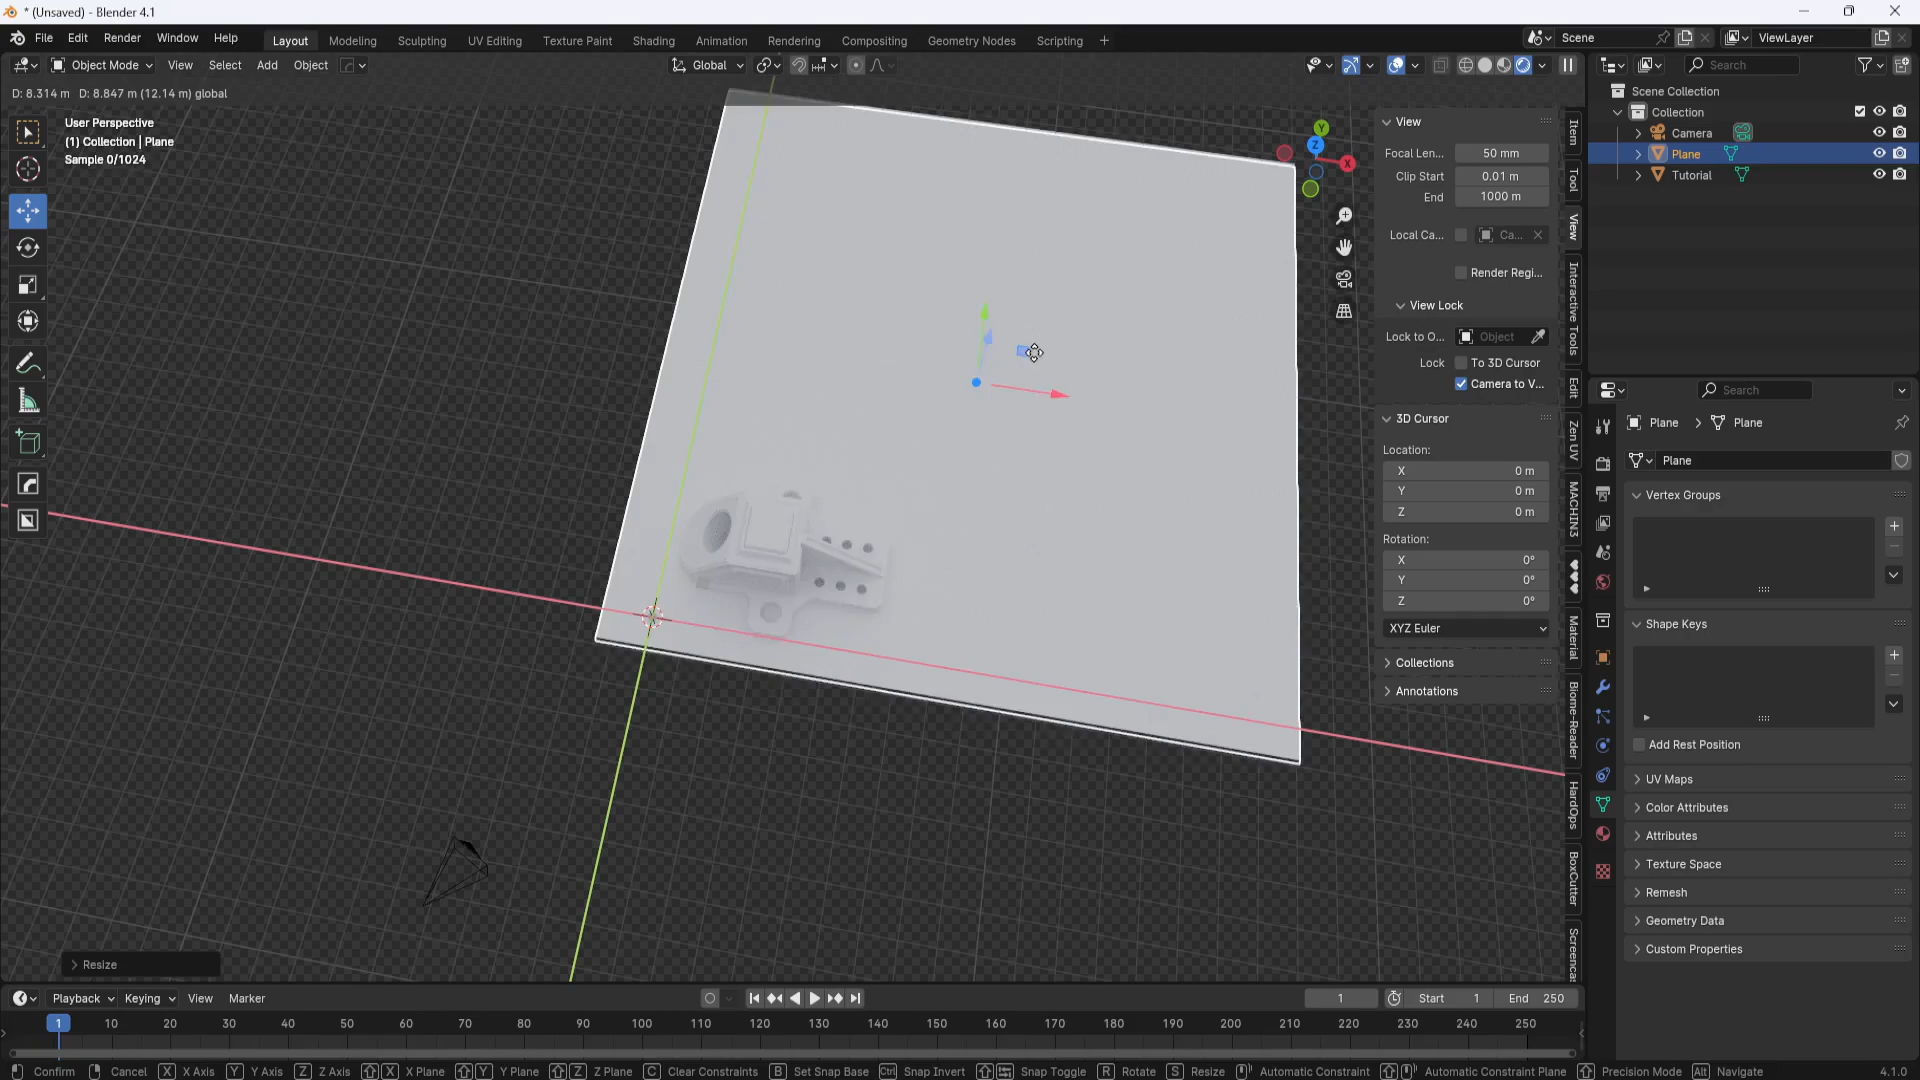 * (Unsaved) - Blender 4.1
File Edit Render Window Help Layout Modeling Sculpting UV Editing Texture Paint Shading Animation Rendering Compositing Geometry Nodes Scripting +
Scene ViewLayer
Object Mode View Select Add Object Global
Search
D: 8.314 m D: 8.847 m (12.14 m) global
User Perspective
(1) Collection | Plane
Sample 0/1024
Scene Collection
Collection
Camera
Plane
Tutorial
Y
Z
X
View
Focal Len... 50 mm
Clip Start 0.01 m
End 1000 m
Local Ca... Ca...
Render Regi...
View Lock
Lock to O... Object
Lock To 3D Cursor
Camera to V...
3D Cursor
Location:
X 0 m
Y 0 m
Z 0 m
Rotation:
X 0°
Y 0°
Z 0°
XYZ Euler
Collections
Annotations
Item
Tool
View
Interactive Tools
Edit
Zen UV
MACHIN3
Material
Biome-Reader
HardOps
BoxCutter
Screencas
Search
Plane Plane
Plane
Vertex Groups
Shape Keys
Add Rest Position
UV Maps
Color Attributes
Attributes
Texture Space
Remesh
Geometry Data
Custom Properties
Resize
Playback Keying View Marker 1 Start 1 End 250
1 10 20 30 40 50 60 70 80 90 100 110 120 130 140 150 160 170 180 190 200 210 220 230 240 250
Confirm Cancel X X Axis Y Y Axis Z Z Axis X X Plane Y Y Plane Z Z Plane C Clear Constraints B Set Snap Base Ctrl Snap Invert Snap Toggle R Rotate S Resize Automatic Constraint Automatic Constraint Plane Precision Mode Alt Navigate 4.1.0